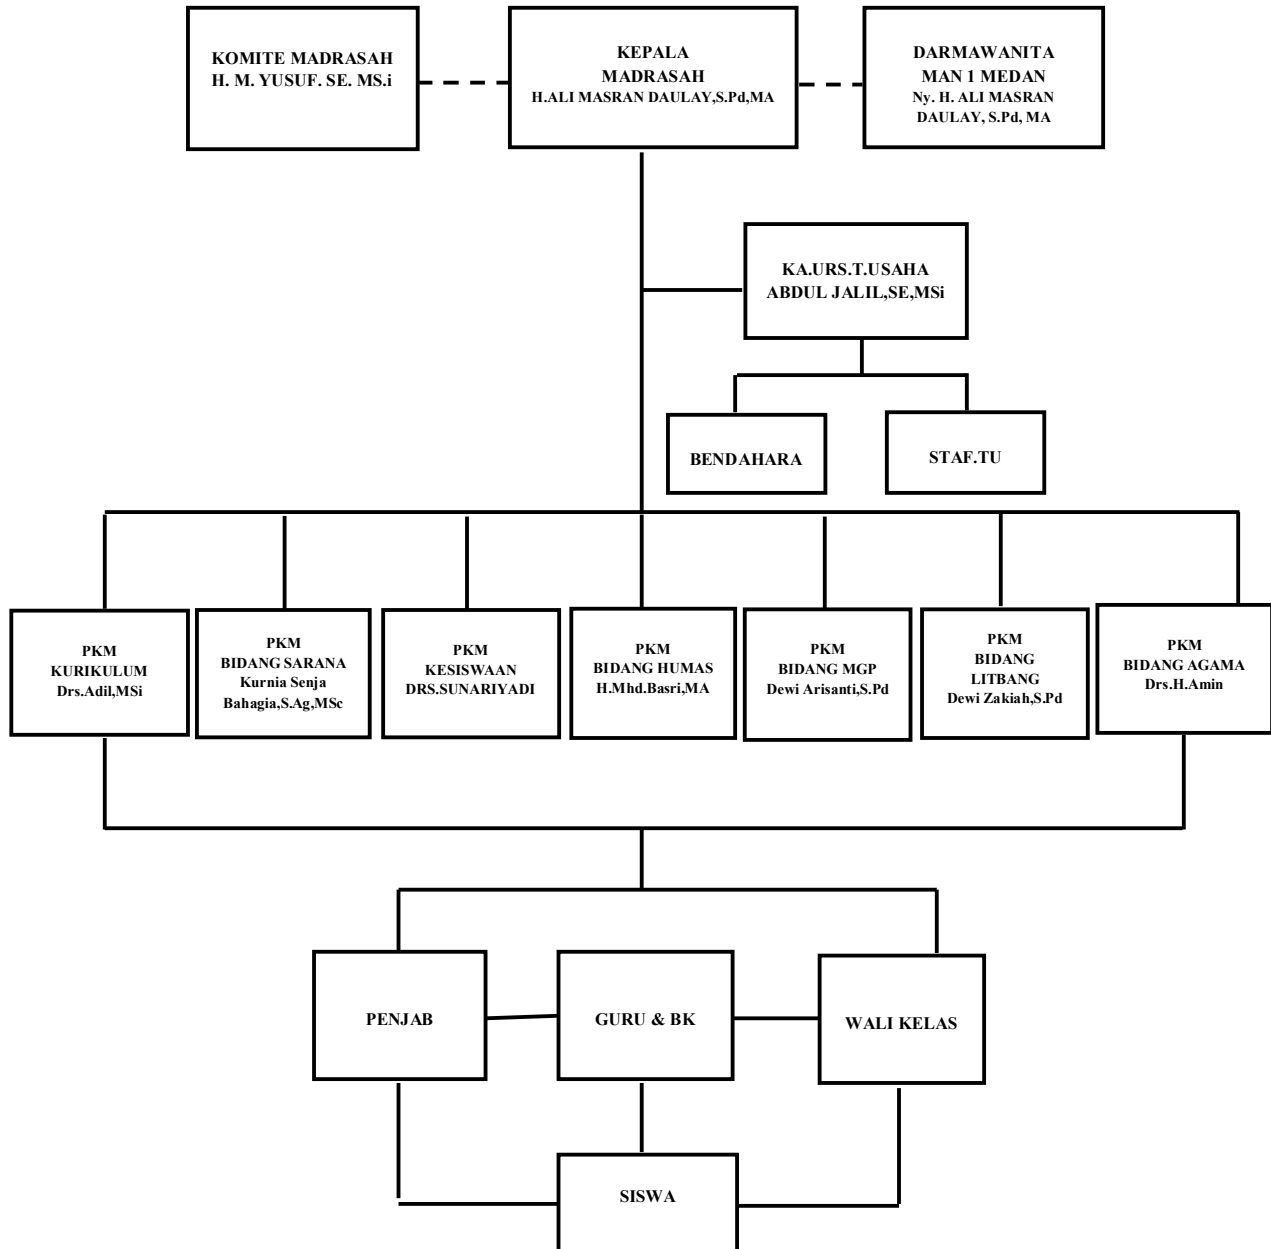 KOMITE MADRASAH
H. M. YUSUF. SE. MS.i
KEPALA
MADRASAH
H.ALI MASRAN DAULAY,S.Pd,MA
DARMAWANITA
MAN 1 MEDAN
Ny. H. ALI MASRAN
DAULAY, S.Pd, MA
KA.URS.T.USAHA
ABDUL JALIL,SE,MSi
BENDAHARA
STAF.TU
PKM
KURIKULUM
Drs.Adil,MSi
PKM
BIDANG SARANA
Kurnia Senja
Bahagia,S.Ag,MSc
PKM
KESISWAAN
DRS.SUNARIYADI
PKM
BIDANG HUMAS
H.Mhd.Basri,MA
PKM
BIDANG MGP
Dewi Arisanti,S.Pd
PKM
BIDANG
LITBANG
Dewi Zakiah,S.Pd
PKM
BIDANG AGAMA
Drs.H.Amin
PENJAB
GURU & BK
WALI KELAS
SISWA